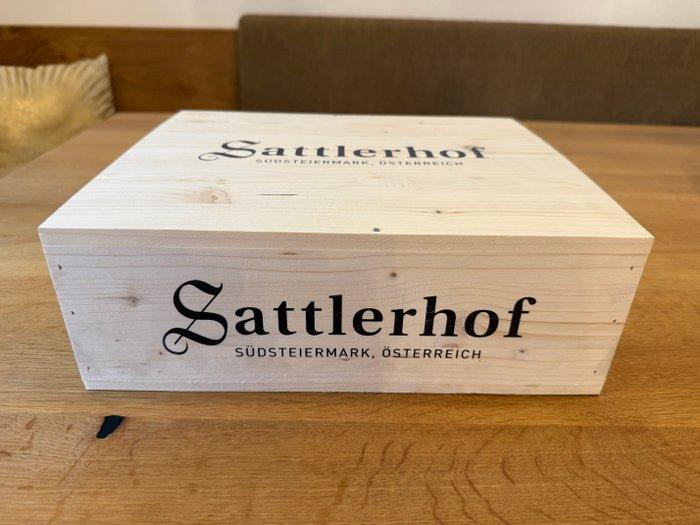 Sattlerhof
SÜDSTEIERMARK, ÖSTERREICH
Sattlerhof
SÜDSTEIERMARK, ÖSTERREICH